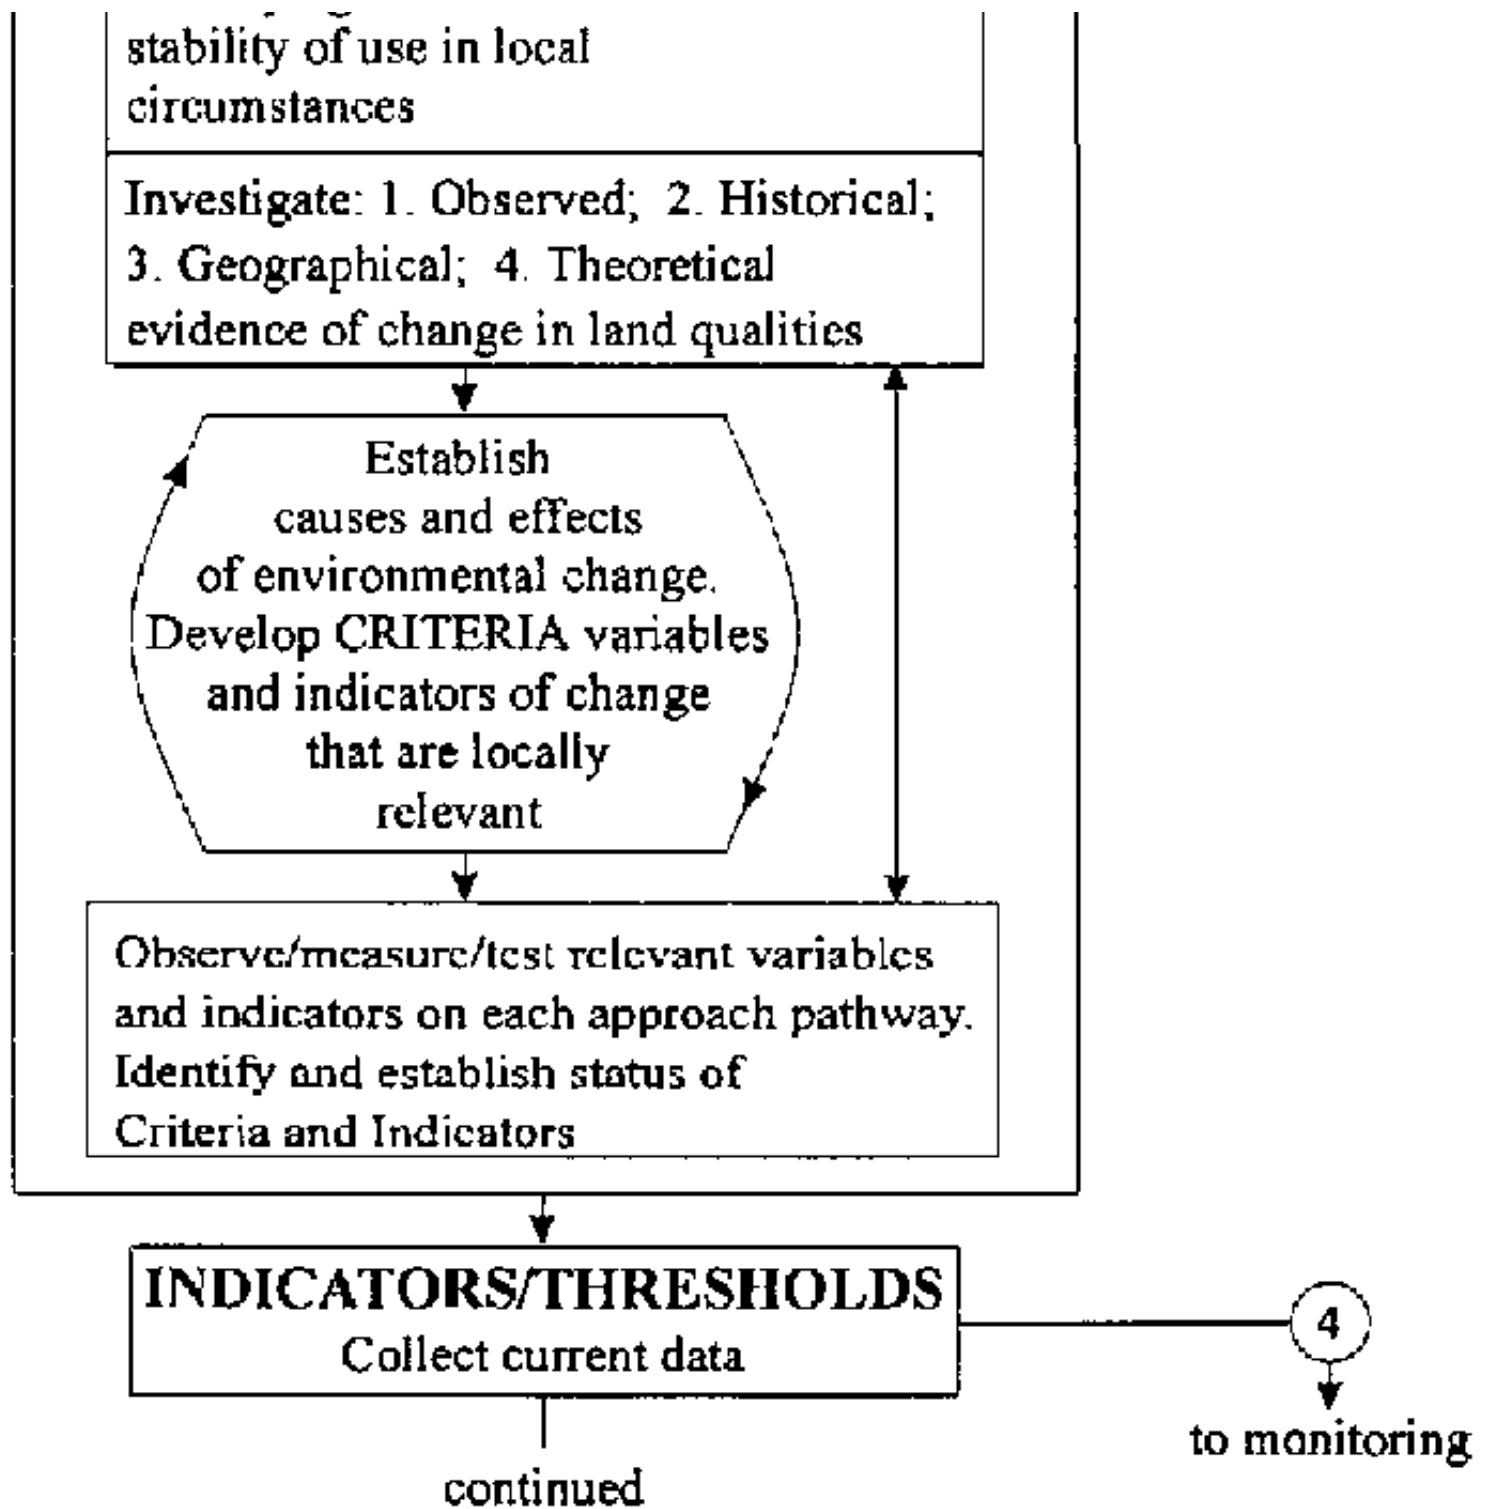 stability of use in local
circumstances
Investigate: 1. Observed; 2. Historical;
3. Geographical; 4. Theoretical
evidence of change in land qualities
Establish
causes and effects
of environmental change.
Develop CRITERIA variables
and indicators of change
that are locally
relevant
Observe/measure/test relevant variables
and indicators on each approach pathway.
Identify and establish status of
Criteria and Indicators
INDICATORS/THRESHOLDS
Collect current data
4
to monitoring
continued